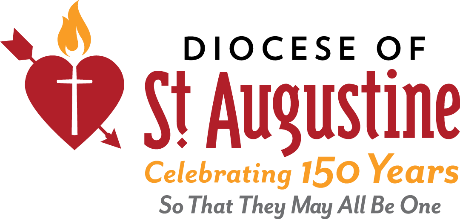 DIOCESE OF
St Augustine
Celebrating 150 Years
So That They May All Be One